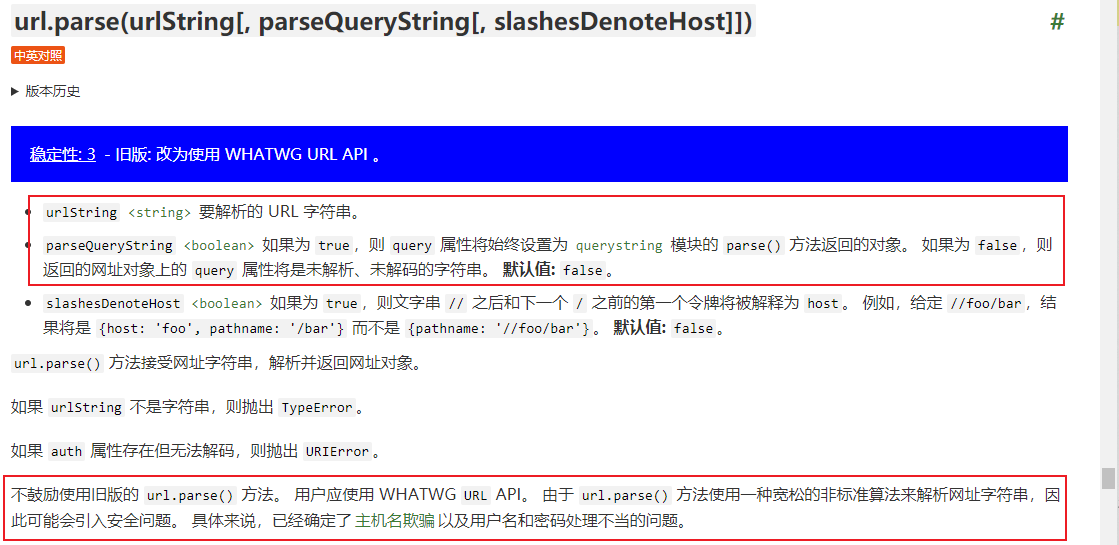 url.parse(urlString[, parseQueryString[, slashesDenoteHost]])
#
中英对照
▶ 版本历史
稳定性: 3 - 旧版: 改为使用 WHATWG URL API 。
• urlString <string> 要解析的 URL 字符串。
• parseQueryString <boolean> 如果为 true，则 query 属性将始终设置为 querystring 模块的 parse() 方法返回的对象。 如果为 false，则
返回的网址对象上的 query 属性将是未解析、未解码的字符串。 默认值: false。
• slashesDenoteHost <boolean> 如果为 true，则文字串 // 之后和下一个 / 之前的第一个令牌将被解释为 host。 例如，给定 //foo/bar，结
果将是 {host: 'foo', pathname: '/bar'} 而不是 {pathname: '//foo/bar'}。 默认值: false。
url.parse() 方法接受网址字符串，解析并返回网址对象。
如果 urlString 不是字符串，则抛出 TypeError。
如果 auth 属性存在但无法解码，则抛出 URIError。
不鼓励使用旧版的 url.parse() 方法。 用户应使用 WHATWG URL API。 由于 url.parse() 方法使用一种宽松的非标准算法来解析网址字符串，因
此可能会引入安全问题。 具体来说，已经确定了主机名欺骗以及用户名和密码处理不当的问题。